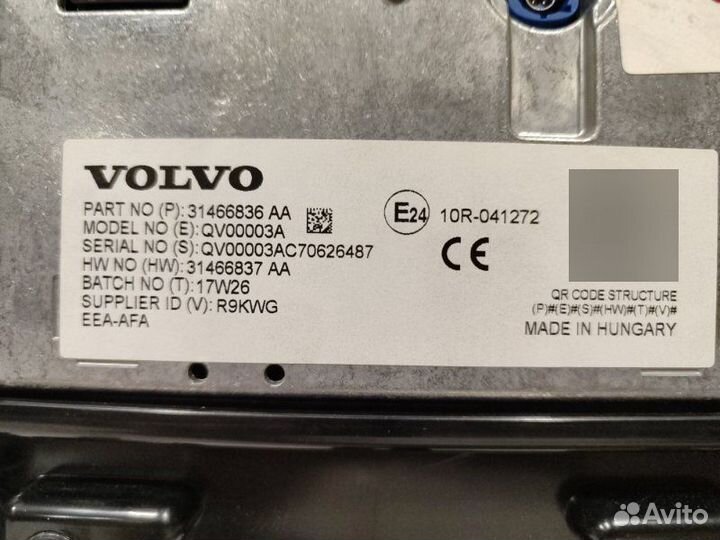 VOLVO
PART NO (P): 31466836 AA
MODEL NO (E): QV00003A
SERIAL NO (S): QV00003AC70626487
HW NO (HW): 31466837 AA
BATCH NO (T): 17W26
SUPPLIER ID (V): R9KWG
EEA-AFA
E24 10R-041272
CE
QR CODE STRUCTURE
(P)#(E)#(S)#(HW)#(T)#(V)#
MADE IN HUNGARY
Avito